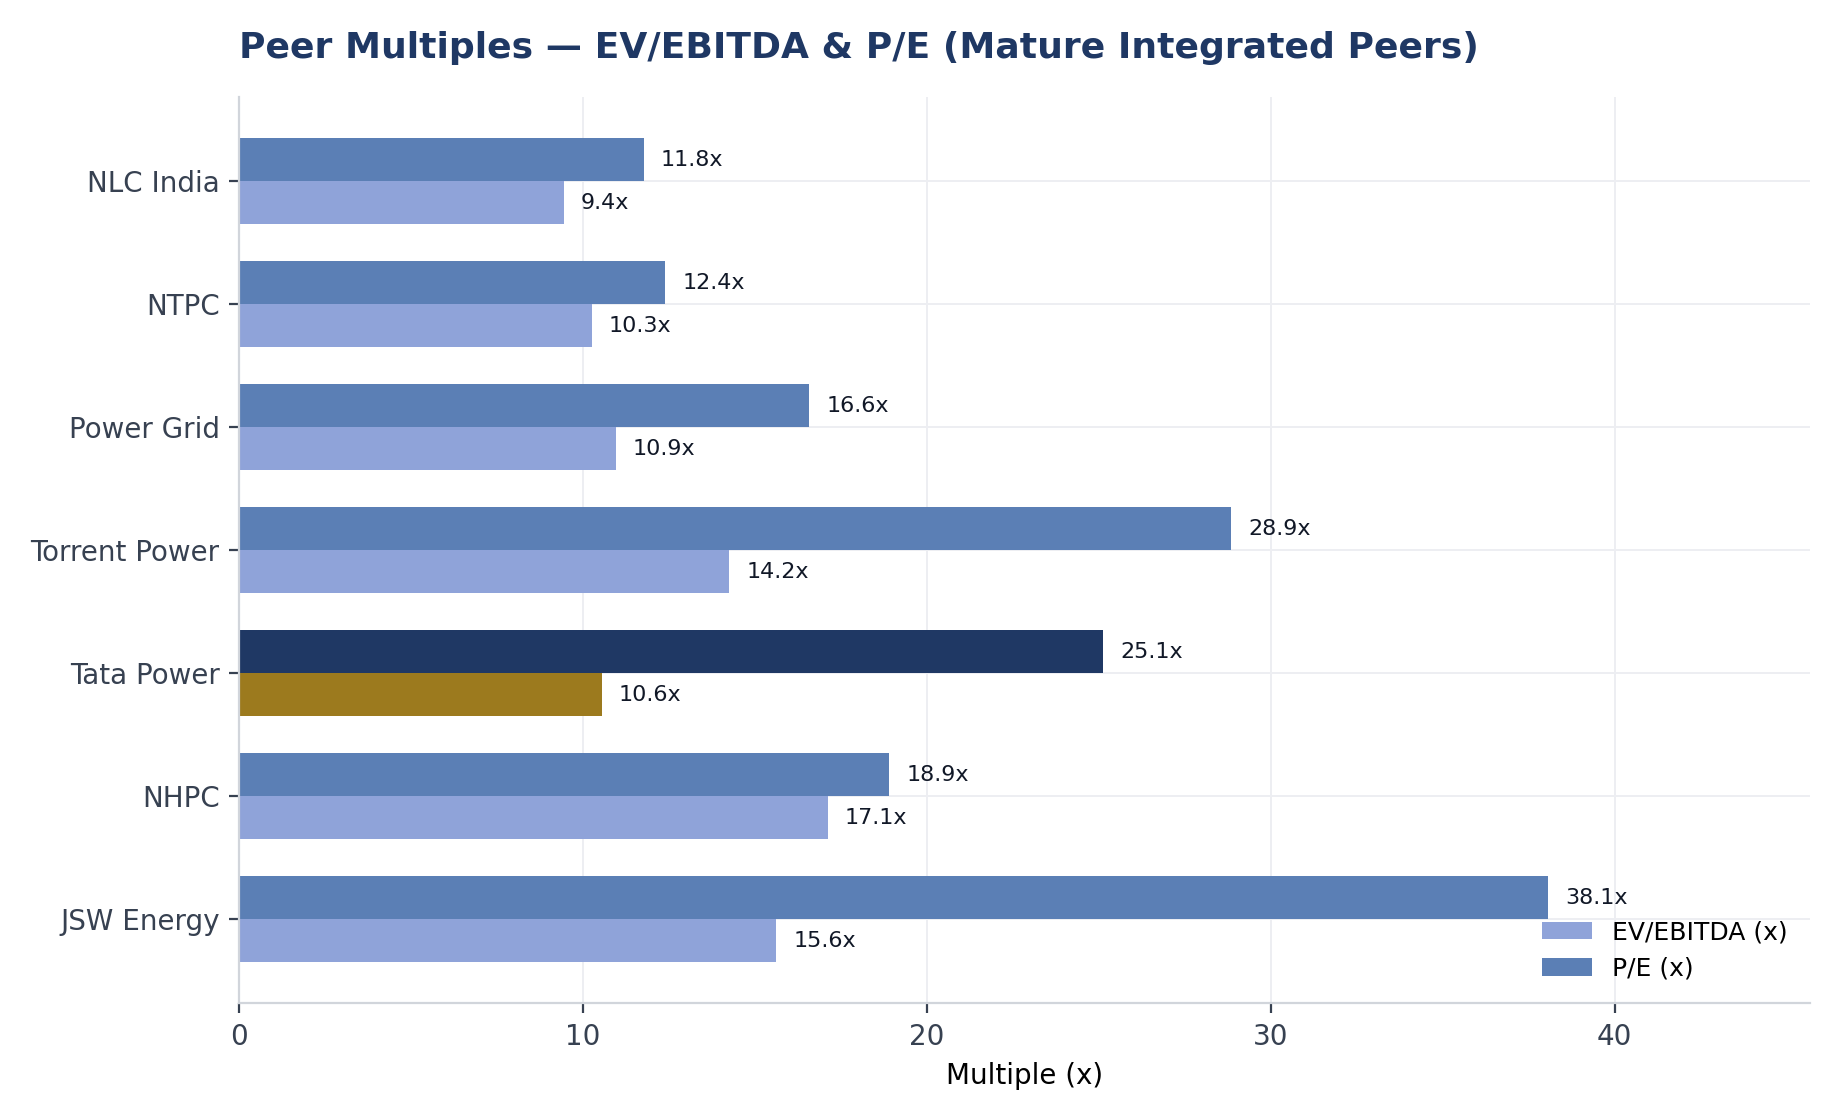 Peer Multiples — EV/EBITDA & P/E (Mature Integrated Peers)
NLC India
11.8x
9.4x
NTPC
12.4x
10.3x
Power Grid
16.6x
10.9x
Torrent Power
28.9x
14.2x
Tata Power
25.1x
10.6x
NHPC
18.9x
17.1x
JSW Energy
38.1x
15.6x
EV/EBITDA (x)
P/E (x)
0 10 20 30 40
Multiple (x)